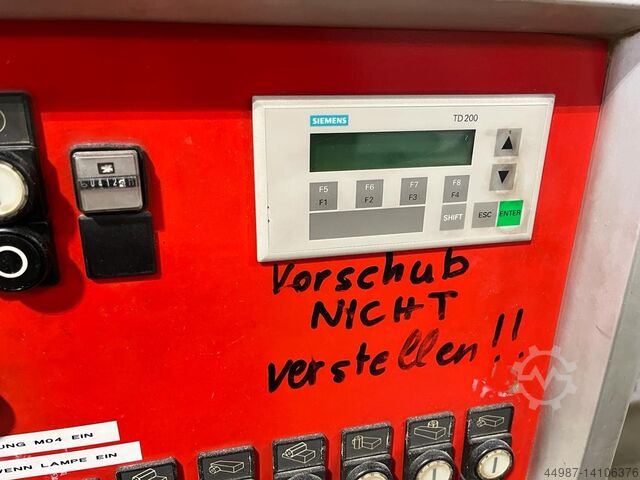 SIEMENS
TD 200
F5 F6 F7 F8
F1 F2 F3 F4
SHIFT ESC ENTER
Vorschub
NICHT
verstellen!!
UNG M04 EIN
WENN LAMPE EIN
44987-14106376